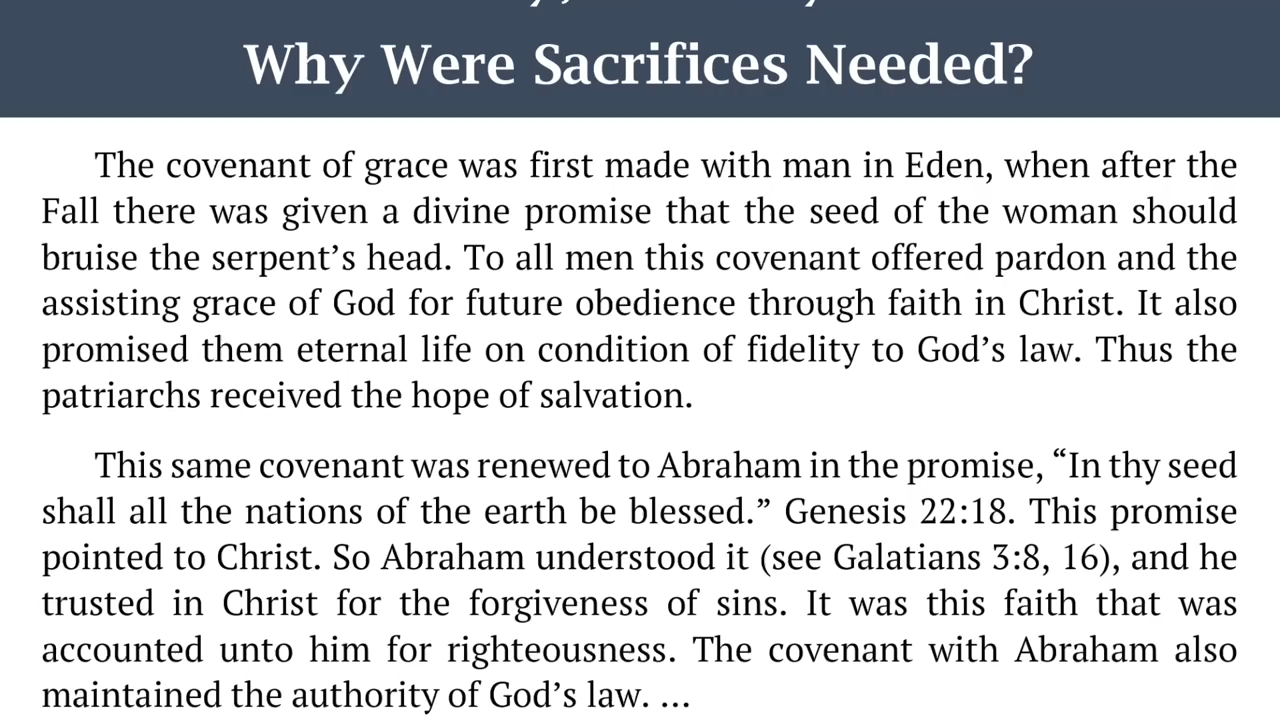 Why Were Sacrifices Needed?
The covenant of grace was first made with man in Eden, when after the
Fall there was given a divine promise that the seed of the woman should
bruise the serpent’s head. To all men this covenant offered pardon and the
assisting grace of God for future obedience through faith in Christ. It also
promised them eternal life on condition of fidelity to God’s law. Thus the
patriarchs received the hope of salvation.
This same covenant was renewed to Abraham in the promise, “In thy seed
shall all the nations of the earth be blessed.” Genesis 22:18. This promise
pointed to Christ. So Abraham understood it (see Galatians 3:8, 16), and he
trusted in Christ for the forgiveness of sins. It was this faith that was
accounted unto him for righteousness. The covenant with Abraham also
maintained the authority of God’s law. ...